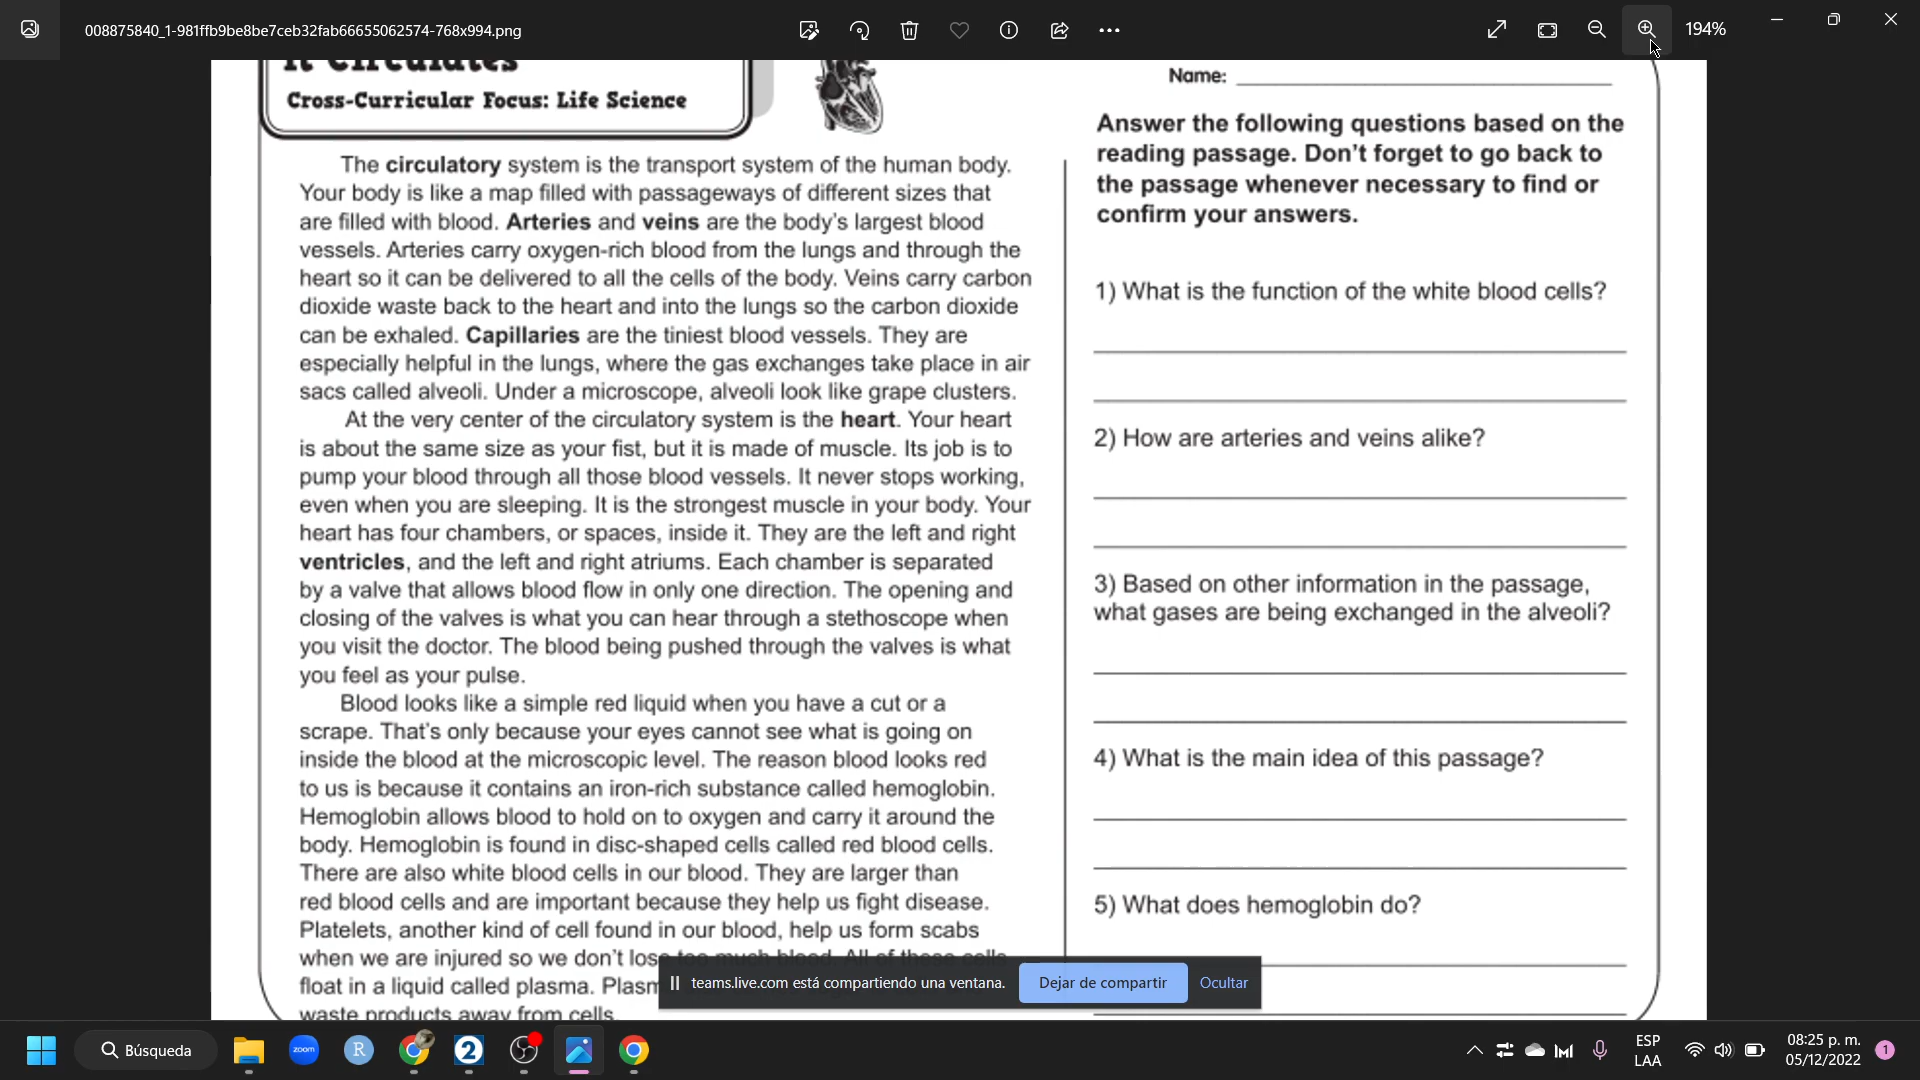 008875840_1-981ffb9be8be7ceb32fab66655062574-768x994.png
194%
It Circulates
Cross-Curricular Focus: Life Science
The circulatory system is the transport system of the human body.
Your body is like a map filled with passageways of different sizes that
are filled with blood. Arteries and veins are the body's largest blood
vessels. Arteries carry oxygen-rich blood from the lungs and through the
heart so it can be delivered to all the cells of the body. Veins carry carbon
dioxide waste back to the heart and into the lungs so the carbon dioxide
can be exhaled. Capillaries are the tiniest blood vessels. They are
especially helpful in the lungs, where the gas exchanges take place in air
sacs called alveoli. Under a microscope, alveoli look like grape clusters.
At the very center of the circulatory system is the heart. Your heart
is about the same size as your fist, but it is made of muscle. Its job is to
pump your blood through all those blood vessels. It never stops working,
even when you are sleeping. It is the strongest muscle in your body. Your
heart has four chambers, or spaces, inside it. They are the left and right
ventricles, and the left and right atriums. Each chamber is separated
by a valve that allows blood flow in only one direction. The opening and
closing of the valves is what you can hear through a stethoscope when
you visit the doctor. The blood being pushed through the valves is what
you feel as your pulse.
Blood looks like a simple red liquid when you have a cut or a
scrape. That's only because your eyes cannot see what is going on
inside the blood at the microscopic level. The reason blood looks red
to us is because it contains an iron-rich substance called hemoglobin.
Hemoglobin allows blood to hold on to oxygen and carry it around the
body. Hemoglobin is found in disc-shaped cells called red blood cells.
There are also white blood cells in our blood. They are larger than
red blood cells and are important because they help us fight disease.
Platelets, another kind of cell found in our blood, help us form scabs
when we are injured so we don't lose too much blood. All of these cells
float in a liquid called plasma. Plasm
waste products away from cells.
Name:
Answer the following questions based on the
reading passage. Don't forget to go back to
the passage whenever necessary to find or
confirm your answers.
1) What is the function of the white blood cells?
2) How are arteries and veins alike?
3) Based on other information in the passage,
what gases are being exchanged in the alveoli?
4) What is the main idea of this passage?
5) What does hemoglobin do?
teams.live.com está compartiendo una ventana.
Dejar de compartir
Ocultar
Búsqueda
zoom
R
2
ESP
LAA
08:25 p. m.
05/12/2022
1